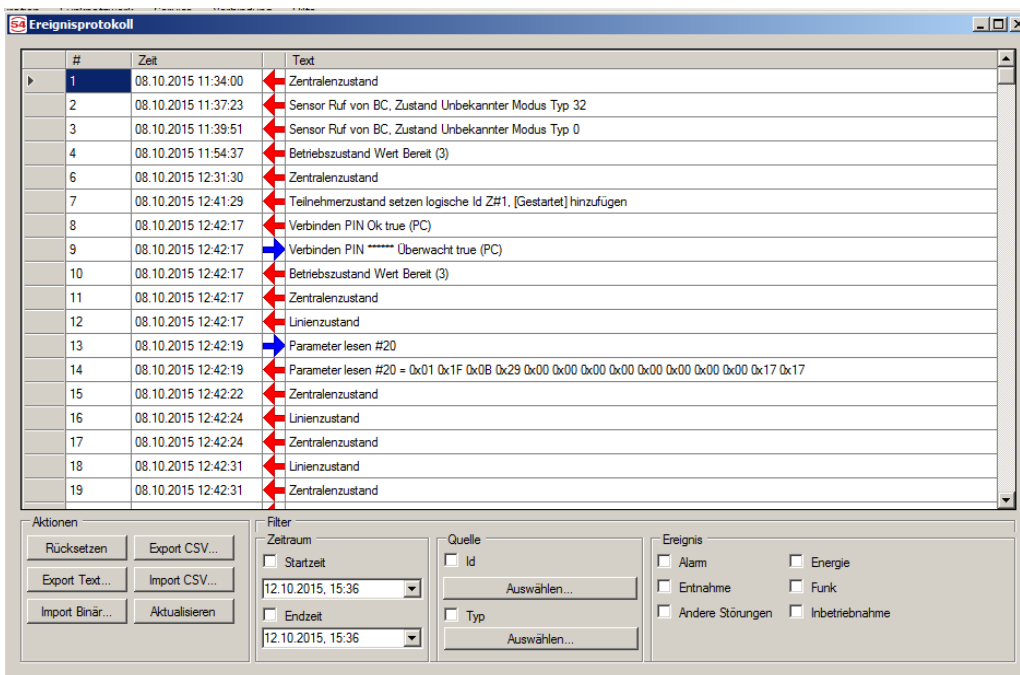 54 Ereignisprotokoll
# Zeit Text
1 08.10.2015 11:34:00 Zentralenzustand
2 08.10.2015 11:37:23 Sensor Ruf von BC, Zustand Unbekannter Modus Typ 32
3 08.10.2015 11:39:51 Sensor Ruf von BC, Zustand Unbekannter Modus Typ 0
4 08.10.2015 11:54:37 Betriebszustand Wert Bereit (3)
6 08.10.2015 12:31:30 Zentralenzustand
7 08.10.2015 12:41:29 Teilnehmerzustand setzen logische Id Z#1, [Gestartet] hinzufügen
8 08.10.2015 12:42:17 Verbinden PIN Ok true (PC)
9 08.10.2015 12:42:17 Verbinden PIN ****** Überwacht true (PC)
10 08.10.2015 12:42:17 Betriebszustand Wert Bereit (3)
11 08.10.2015 12:42:17 Zentralenzustand
12 08.10.2015 12:42:17 Linienzustand
13 08.10.2015 12:42:19 Parameter lesen #20
14 08.10.2015 12:42:19 Parameter lesen #20 = 0x01 0x1F 0x0B 0x29 0x00 0x00 0x00 0x00 0x00 0x00 0x00 0x00 0x17 0x17
15 08.10.2015 12:42:22 Zentralenzustand
16 08.10.2015 12:42:24 Linienzustand
17 08.10.2015 12:42:24 Zentralenzustand
18 08.10.2015 12:42:31 Linienzustand
19 08.10.2015 12:42:31 Zentralenzustand
Aktionen
Rücksetzen Export CSV...
Export Text... Import CSV...
Import Binär... Aktualisieren
Filter
Zeitraum
Startzeit
12.10.2015, 15:36
Endzeit
12.10.2015, 15:36
Quelle
Id
Auswählen...
Typ
Auswählen...
Ereignis
Alarm Energie
Entnahme Funk
Andere Störungen Inbetriebnahme